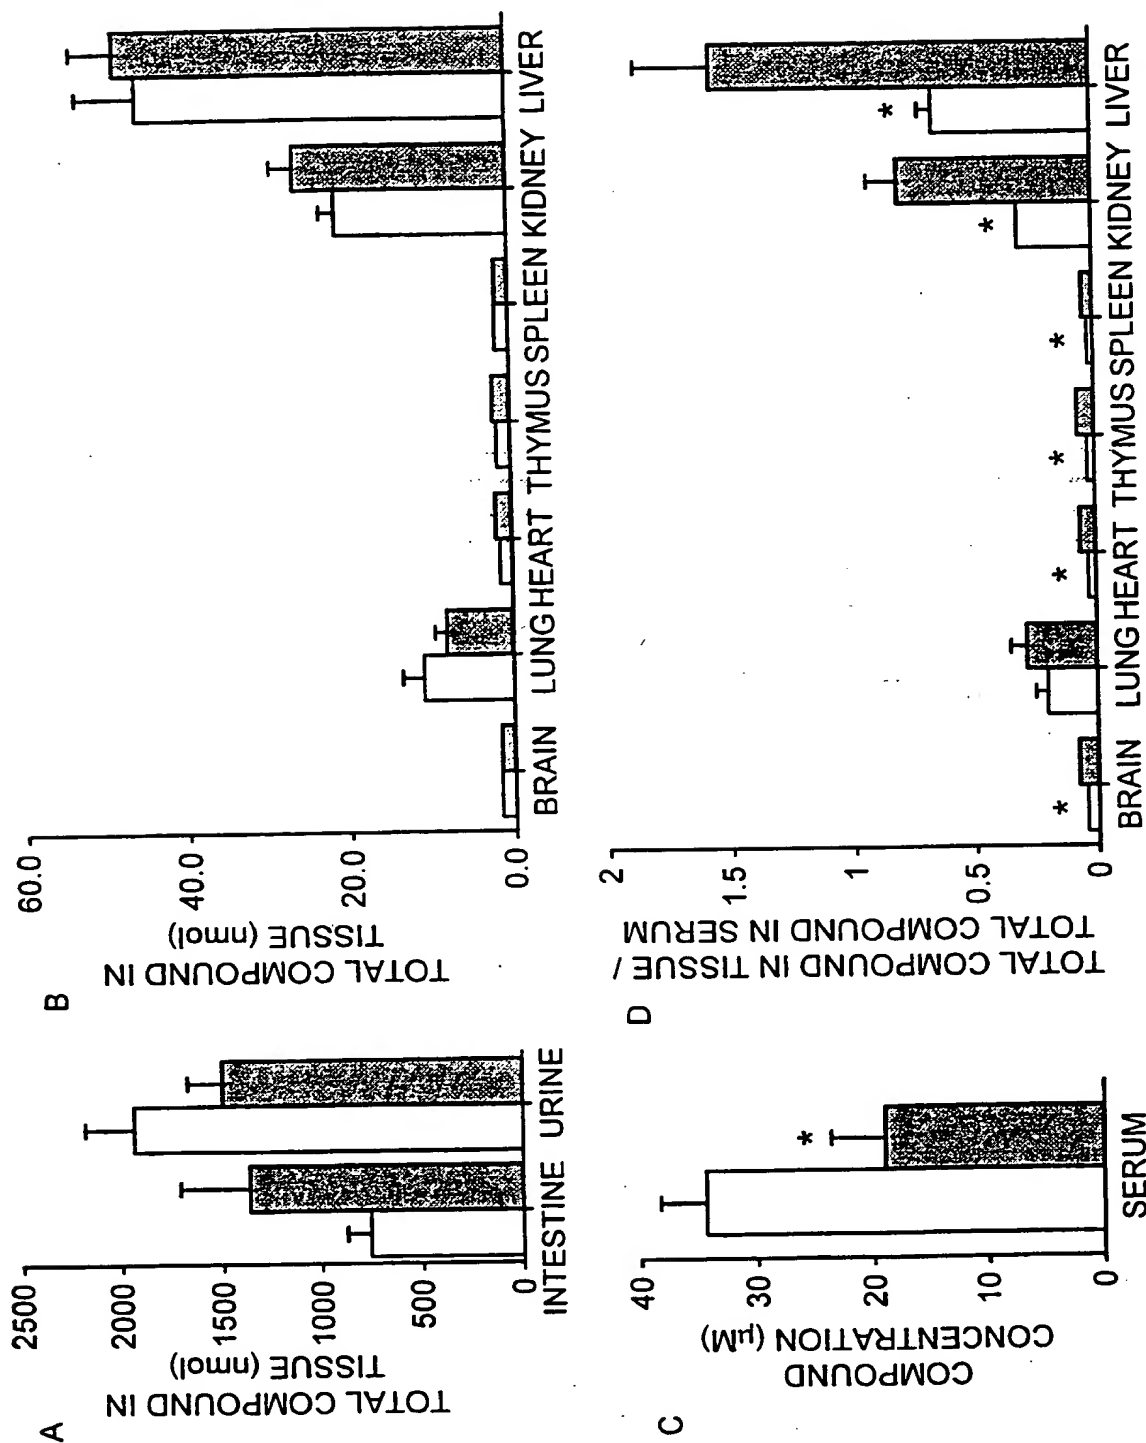 A
TOTAL COMPOUND IN
TISSUE (nmol)
2500
2000
1500
1000
500
0
INTESTINE URINE
B
TOTAL COMPOUND IN
TISSUE (nmol)
60.0
40.0
20.0
0.0
BRAIN LUNG HEART THYMUS SPLEEN KIDNEY LIVER
C
COMPOUND
CONCENTRATION (µM)
40
30
20
10
0
*
SERUM
D
TOTAL COMPOUND IN TISSUE /
TOTAL COMPOUND IN SERUM
2
1.5
1
0.5
0
* * * * * *
BRAIN LUNG HEART THYMUS SPLEEN KIDNEY LIVER